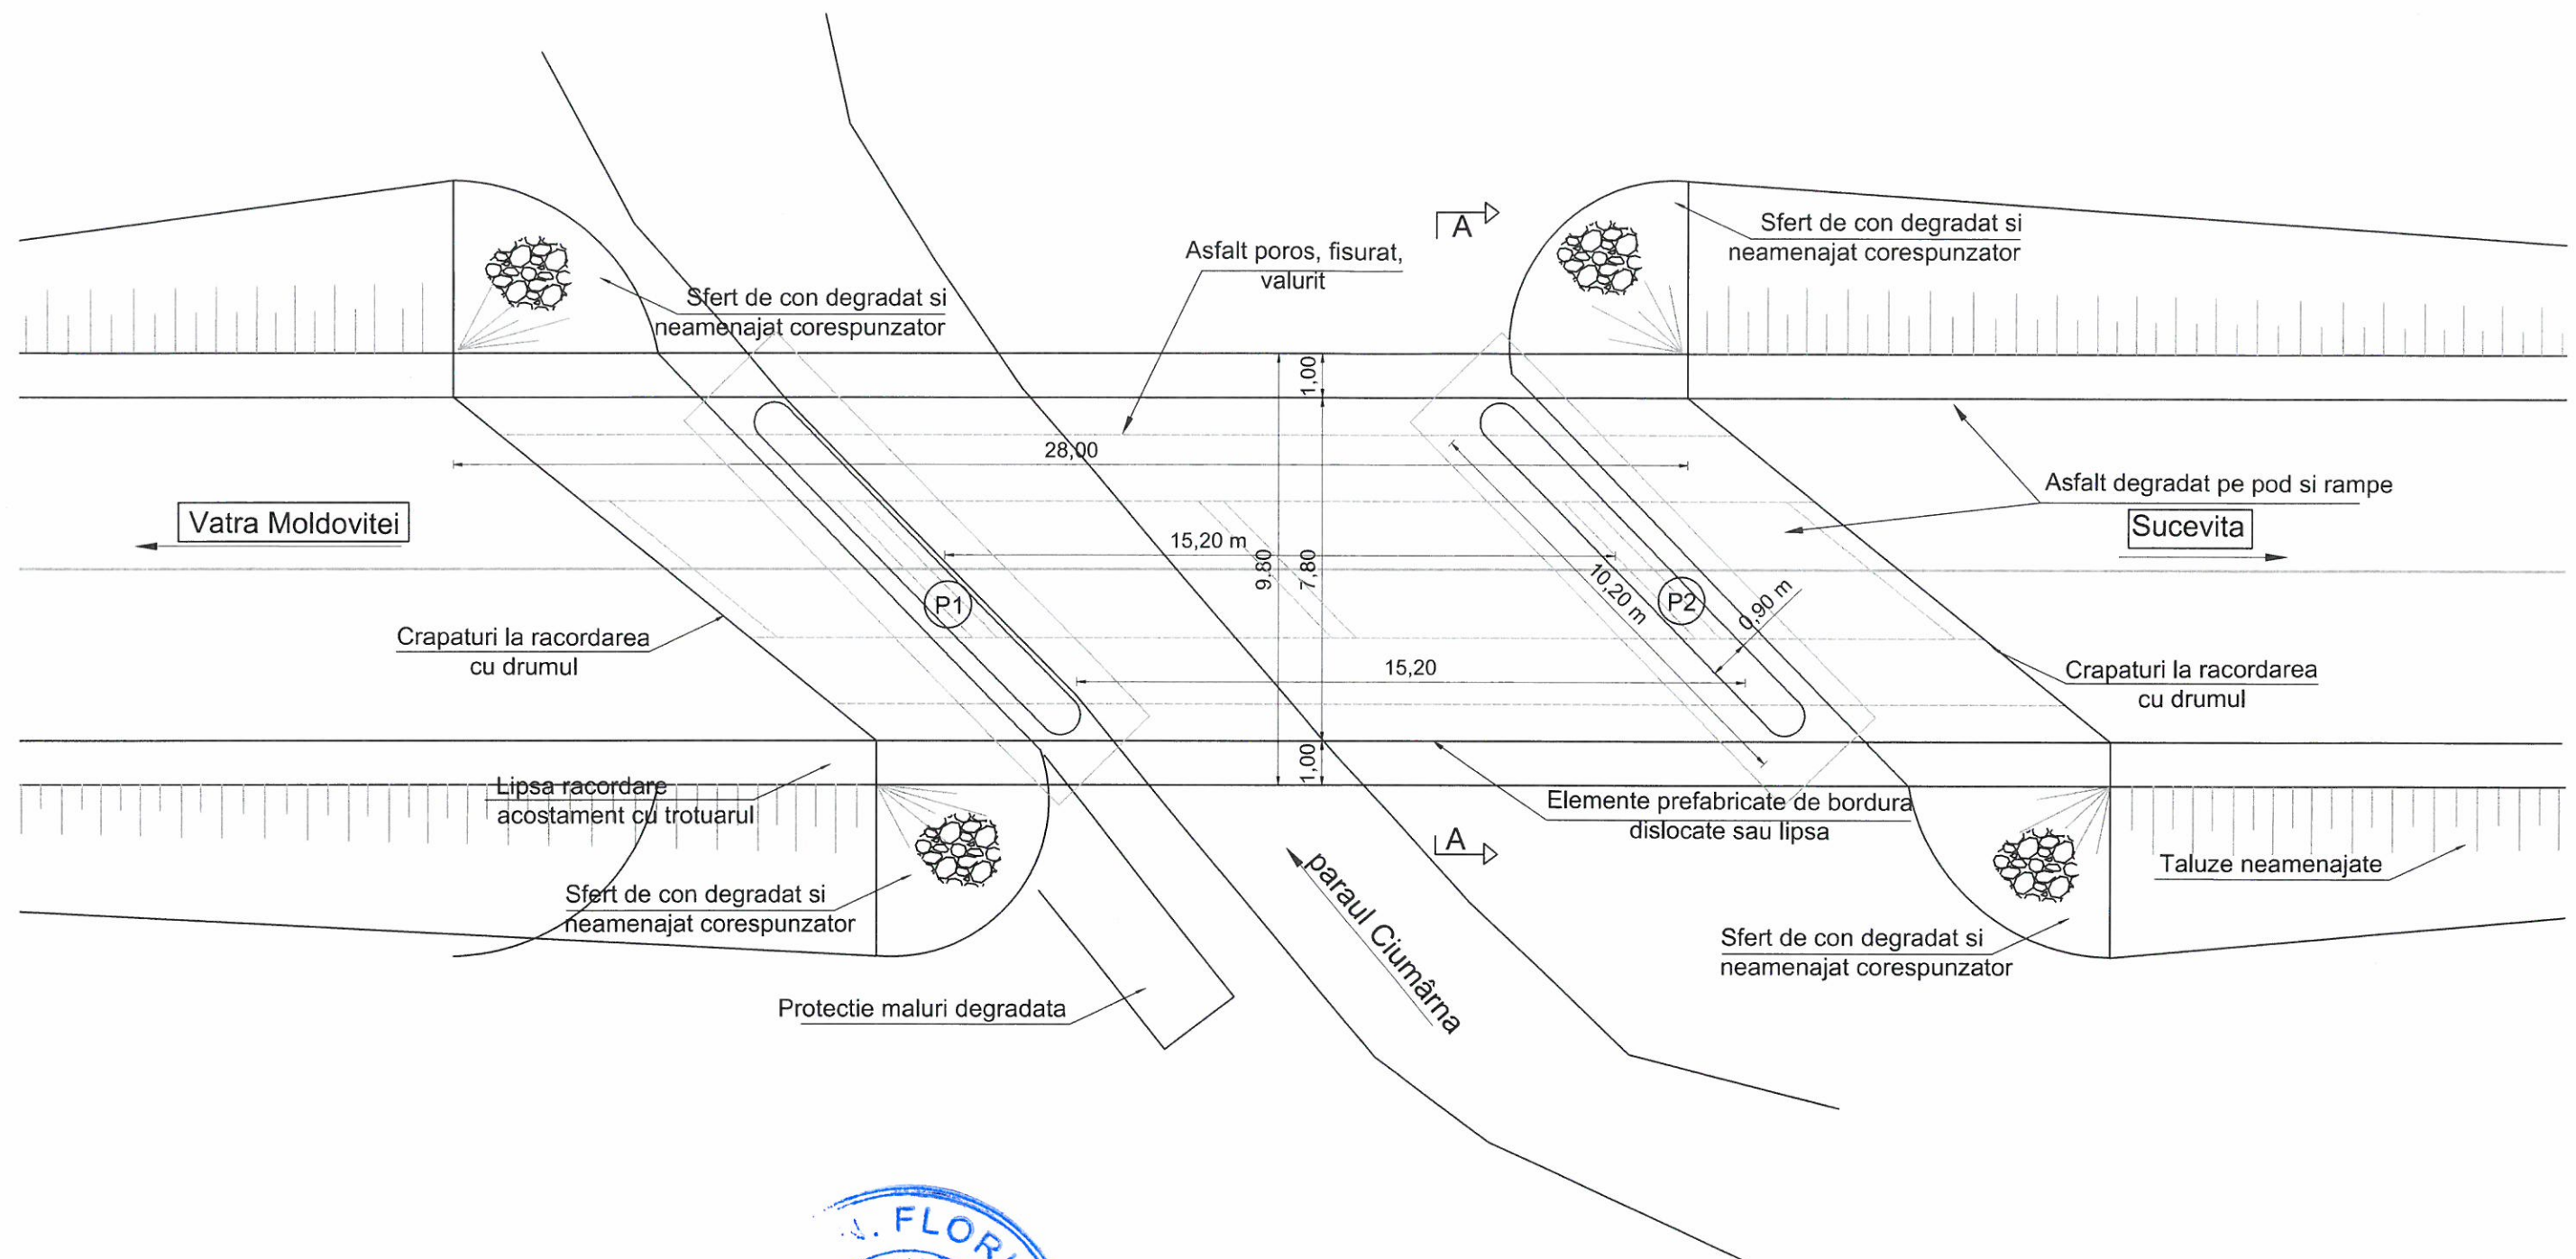 A
Sfert de con degradat si
neamenajat corespunzator
Asfalt poros, fisurat,
valurit
Sfert de con degradat si
neamenajat corespunzator
1,00
28,00
Asfalt degradat pe pod si rampe
Vatra Moldovitei
Sucevita
15,20 m
9.80
7,80
10,20 m
0,90 m
P1
P2
Crapaturi la racordarea
cu drumul
15,20
Crapaturi la racordarea
cu drumul
1,00
Lipsa racordare
acostament cu trotuarul
Elemente prefabricate de bordura
dislocate sau lipsa
A
Taluze neamenajate
Sfert de con degradat si
neamenajat corespunzator
paraul Ciumârna
Sfert de con degradat si
neamenajat corespunzator
Protectie maluri degradata
N. FLORI